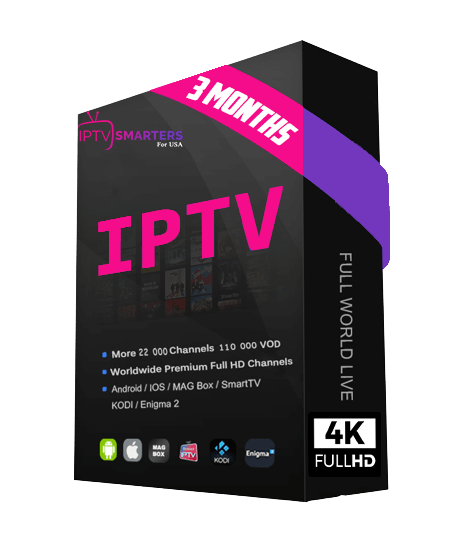 3 MONTHS
IPTV SMARTERS
For USA
IPTV
More 22 000 Channels 110 000 VOD
Worldwide Premium Full HD Channels
Android / IOS / MAG Box / SmartTV
KODI / Enigma 2
MAG
BOX
KODI
Enigma²
FULL WORLD LIVE
4K
FULLHD